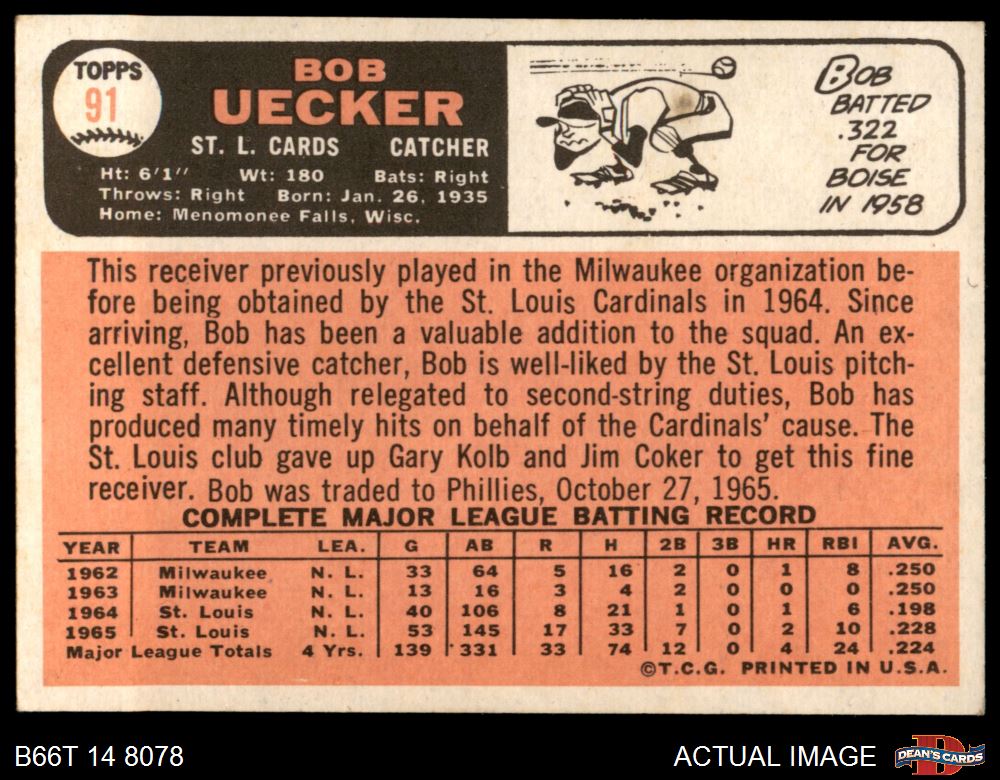 TOPPS
91
BOB
UECKER
ST. L. CARDS CATCHER
Ht: 6'1" Wt: 180 Bats: Right
Throws: Right Born: Jan. 26, 1935
Home: Menomonee Falls, Wisc.
BOB
BATTED
.322
FOR
BOISE
IN 1958
This receiver previously played in the Milwaukee organization be-
fore being obtained by the St. Louis Cardinals in 1964. Since
arriving, Bob has been a valuable addition to the squad. An ex-
cellent defensive catcher, Bob is well-liked by the St. Louis pitch-
ing staff. Although relegated to second-string duties, Bob has
produced many timely hits on behalf of the Cardinals' cause. The
St. Louis club gave up Gary Kolb and Jim Coker to get this fine
receiver. Bob was traded to Phillies, October 27, 1965.
COMPLETE MAJOR LEAGUE BATTING RECORD
YEAR TEAM LEA. G AB R H 2B 3B HR RBI AVG.
1962 Milwaukee N. L. 33 64 5 16 2 0 1 8 .250
1963 Milwaukee N. L. 13 16 3 4 2 0 0 0 .250
1964 St. Louis N. L. 40 106 8 21 1 0 1 6 .198
1965 St. Louis N. L. 53 145 17 33 7 0 2 10 .228
Major League Totals 4 Yrs. 139 331 33 74 12 0 4 24 .224
©T.C.G. PRINTED IN U.S.A.
B66T 14 8078 ACTUAL IMAGE DEAN'S CARDS